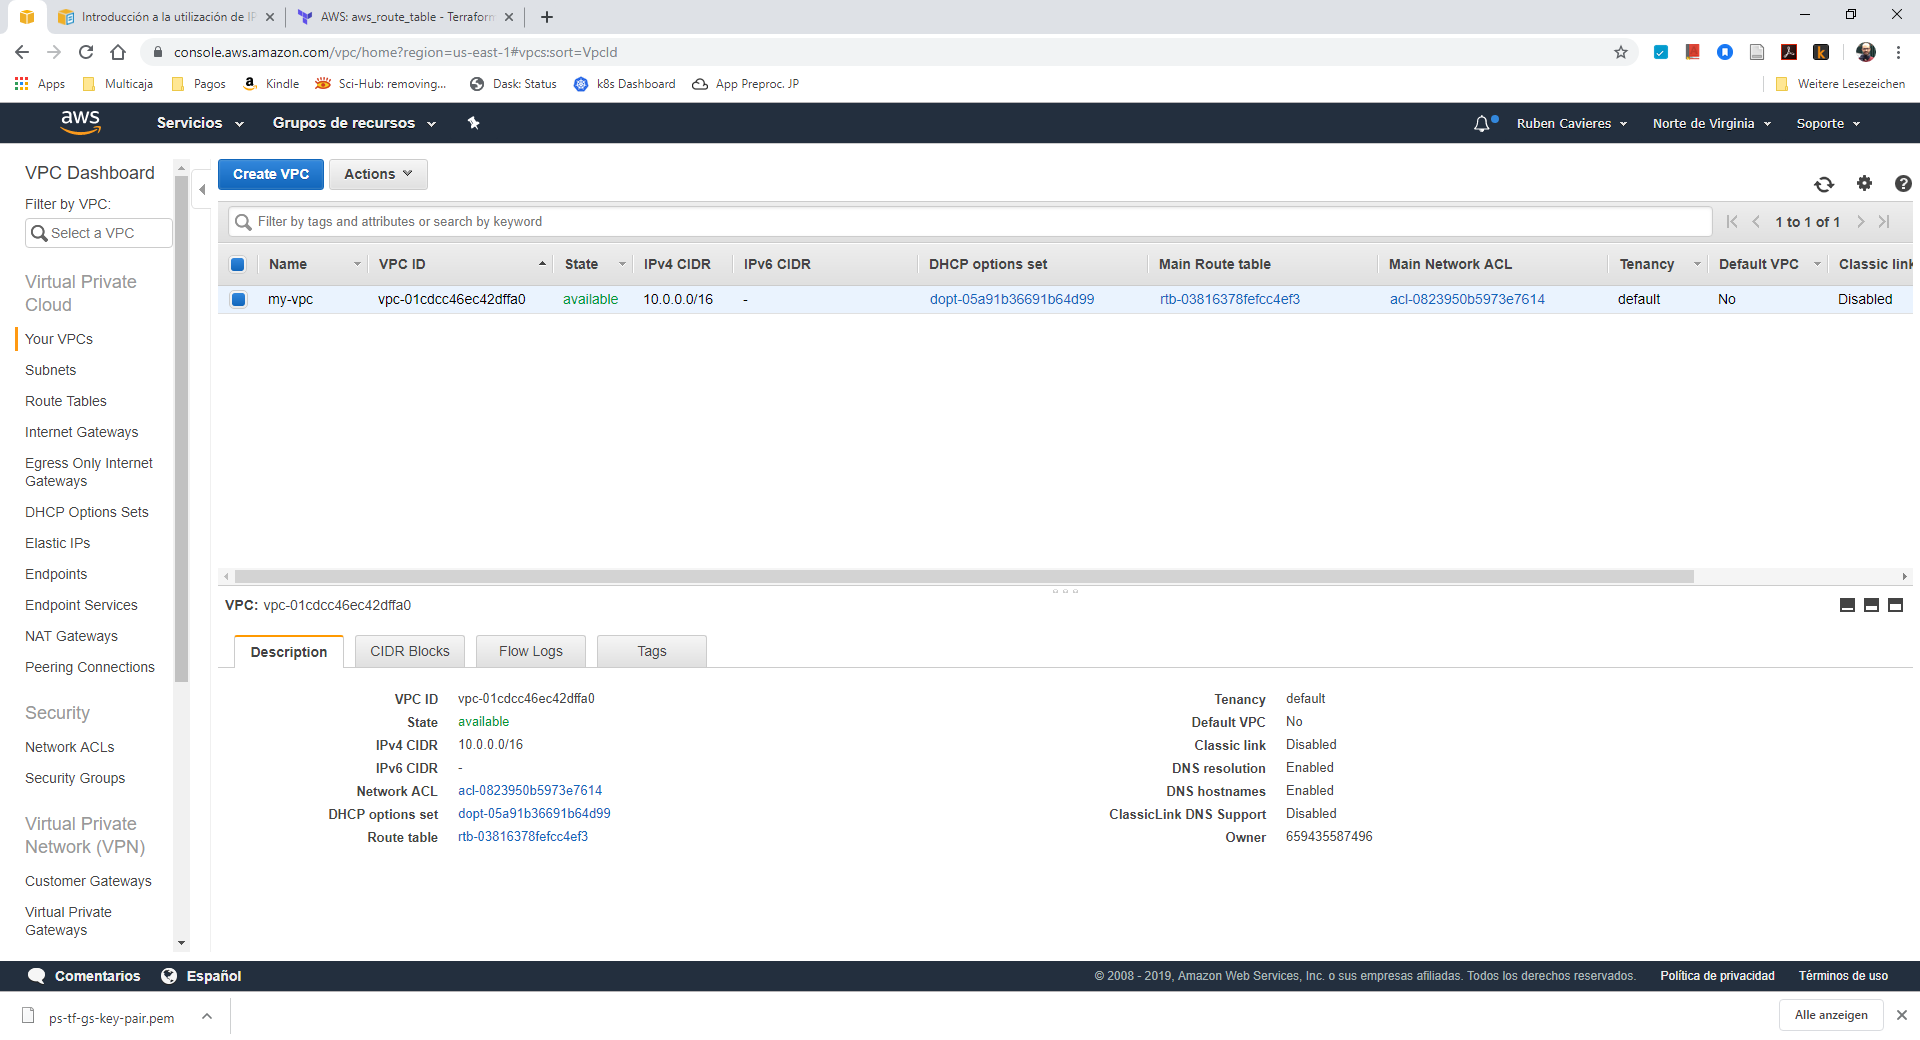 Introducción a la utilización de IP
AWS: aws_route_table - Terraform
console.aws.amazon.com/vpc/home?region=us-east-1#vpcs:sort=VpcId
Apps Multicaja Pagos Kindle Sci-Hub: removing... Dask: Status k8s Dashboard App Preproc. JP Weitere Lesezeichen
aws Servicios Grupos de recursos Ruben Cavieres Norte de Virginia Soporte
VPC Dashboard
Filter by VPC:
Select a VPC
Virtual Private
Cloud
Your VPCs
Subnets
Route Tables
Internet Gateways
Egress Only Internet
Gateways
DHCP Options Sets
Elastic IPs
Endpoints
Endpoint Services
NAT Gateways
Peering Connections
Security
Network ACLs
Security Groups
Virtual Private
Network (VPN)
Customer Gateways
Virtual Private
Gateways
Create VPC Actions
Filter by tags and attributes or search by keyword
1 to 1 of 1
Name VPC ID State IPv4 CIDR IPv6 CIDR DHCP options set Main Route table Main Network ACL Tenancy Default VPC Classic link
my-vpc vpc-01cdcc46ec42dffa0 available 10.0.0.0/16 - dopt-05a91b36691b64d99 rtb-03816378fefcc4ef3 acl-0823950b5973e7614 default No Disabled
VPC: vpc-01cdcc46ec42dffa0
Description CIDR Blocks Flow Logs Tags
VPC ID vpc-01cdcc46ec42dffa0
State available
IPv4 CIDR 10.0.0.0/16
IPv6 CIDR -
Network ACL acl-0823950b5973e7614
DHCP options set dopt-05a91b36691b64d99
Route table rtb-03816378fefcc4ef3
Tenancy default
Default VPC No
Classic link Disabled
DNS resolution Enabled
DNS hostnames Enabled
ClassicLink DNS Support Disabled
Owner 659435587496
Comentarios Español © 2008 - 2019, Amazon Web Services, Inc. o sus empresas afiliadas. Todos los derechos reservados. Política de privacidad Términos de uso
ps-tf-gs-key-pair.pem Alle anzeigen